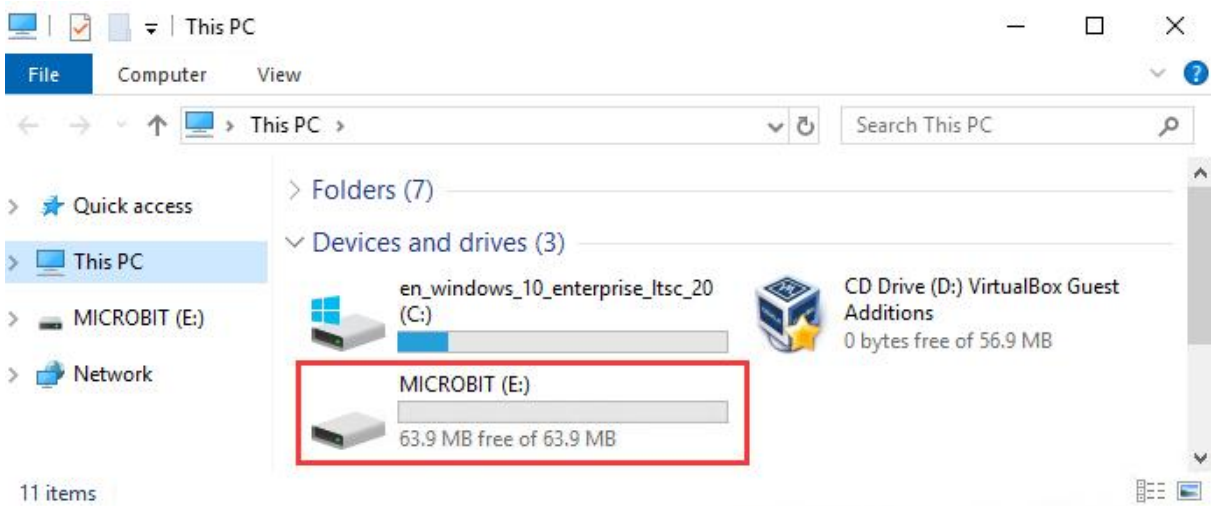 This PC
File Computer View
This PC
Search This PC
Quick access
This PC
MICROBIT (E:)
Network
Folders (7)
Devices and drives (3)
en_windows_10_enterprise_ltsc_20
(C:)
CD Drive (D:) VirtualBox Guest
Additions
0 bytes free of 56.9 MB
MICROBIT (E:)
63.9 MB free of 63.9 MB
11 items